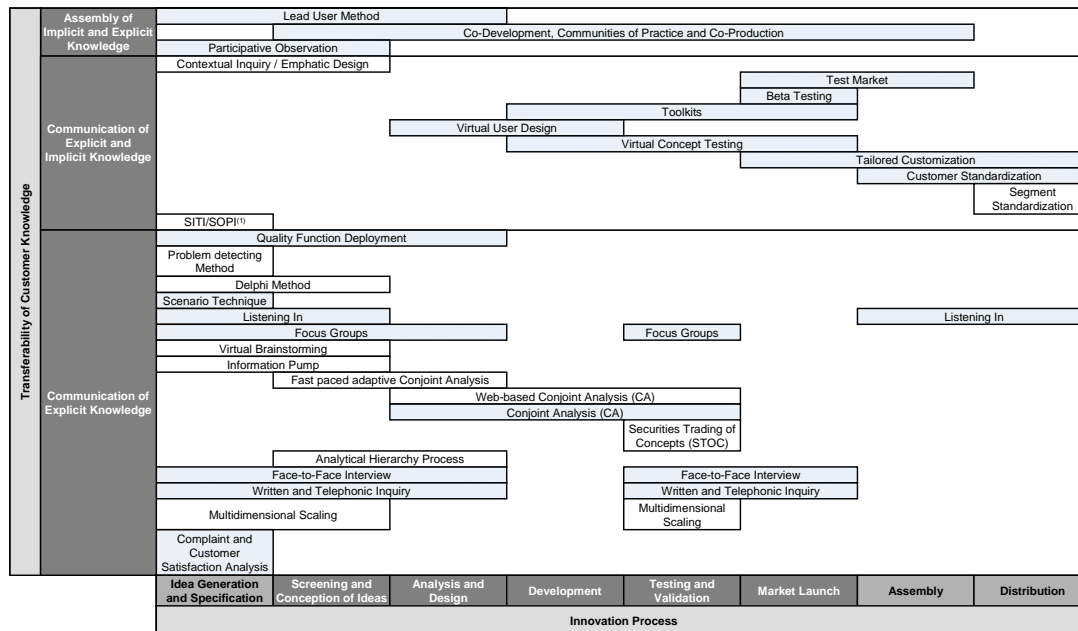 Transferability of Customer Knowledge
Assembly of
Implicit and Explicit
Knowledge
Lead User Method
Co-Development, Communities of Practice and Co-Production
Participative Observation
Communication of
Explicit and
Implicit Knowledge
Contextual Inquiry / Emphatic Design
Test Market
Beta Testing
Toolkits
Virtual User Design
Virtual Concept Testing
Tailored Customization
Customer Standardization
Segment
Standardization
SITI/SOPI(1)
Communication of
Explicit Knowledge
Quality Function Deployment
Problem detecting
Method
Delphi Method
Scenario Technique
Listening In
Listening In
Focus Groups
Focus Groups
Virtual Brainstorming
Information Pump
Fast paced adaptive Conjoint Analysis
Web-based Conjoint Analysis (CA)
Conjoint Analysis (CA)
Securities Trading of
Concepts (STOC)
Analytical Hierarchy Process
Face-to-Face Interview
Face-to-Face Interview
Written and Telephonic Inquiry
Written and Telephonic Inquiry
Multidimensional Scaling
Multidimensional
Scaling
Complaint and
Customer
Satisfaction Analysis
Idea Generation
and Specification
Screening and
Conception of Ideas
Analysis and
Design
Development
Testing and
Validation
Market Launch
Assembly
Distribution
Innovation Process